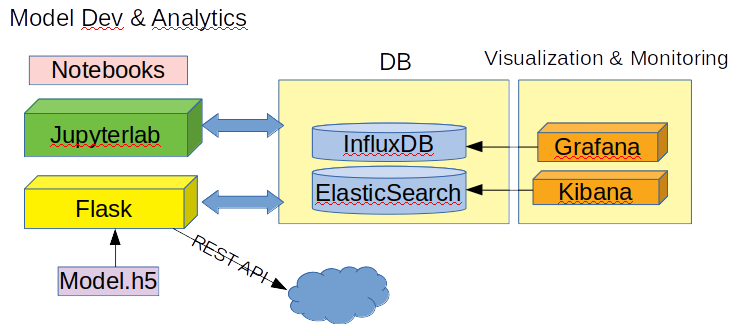 Model Dev & Analytics
DB
Visualization & Monitoring
Notebooks
Jupyterlab
InfluxDB
Grafana
ElasticSearch
Kibana
Flask
REST API
Model.h5